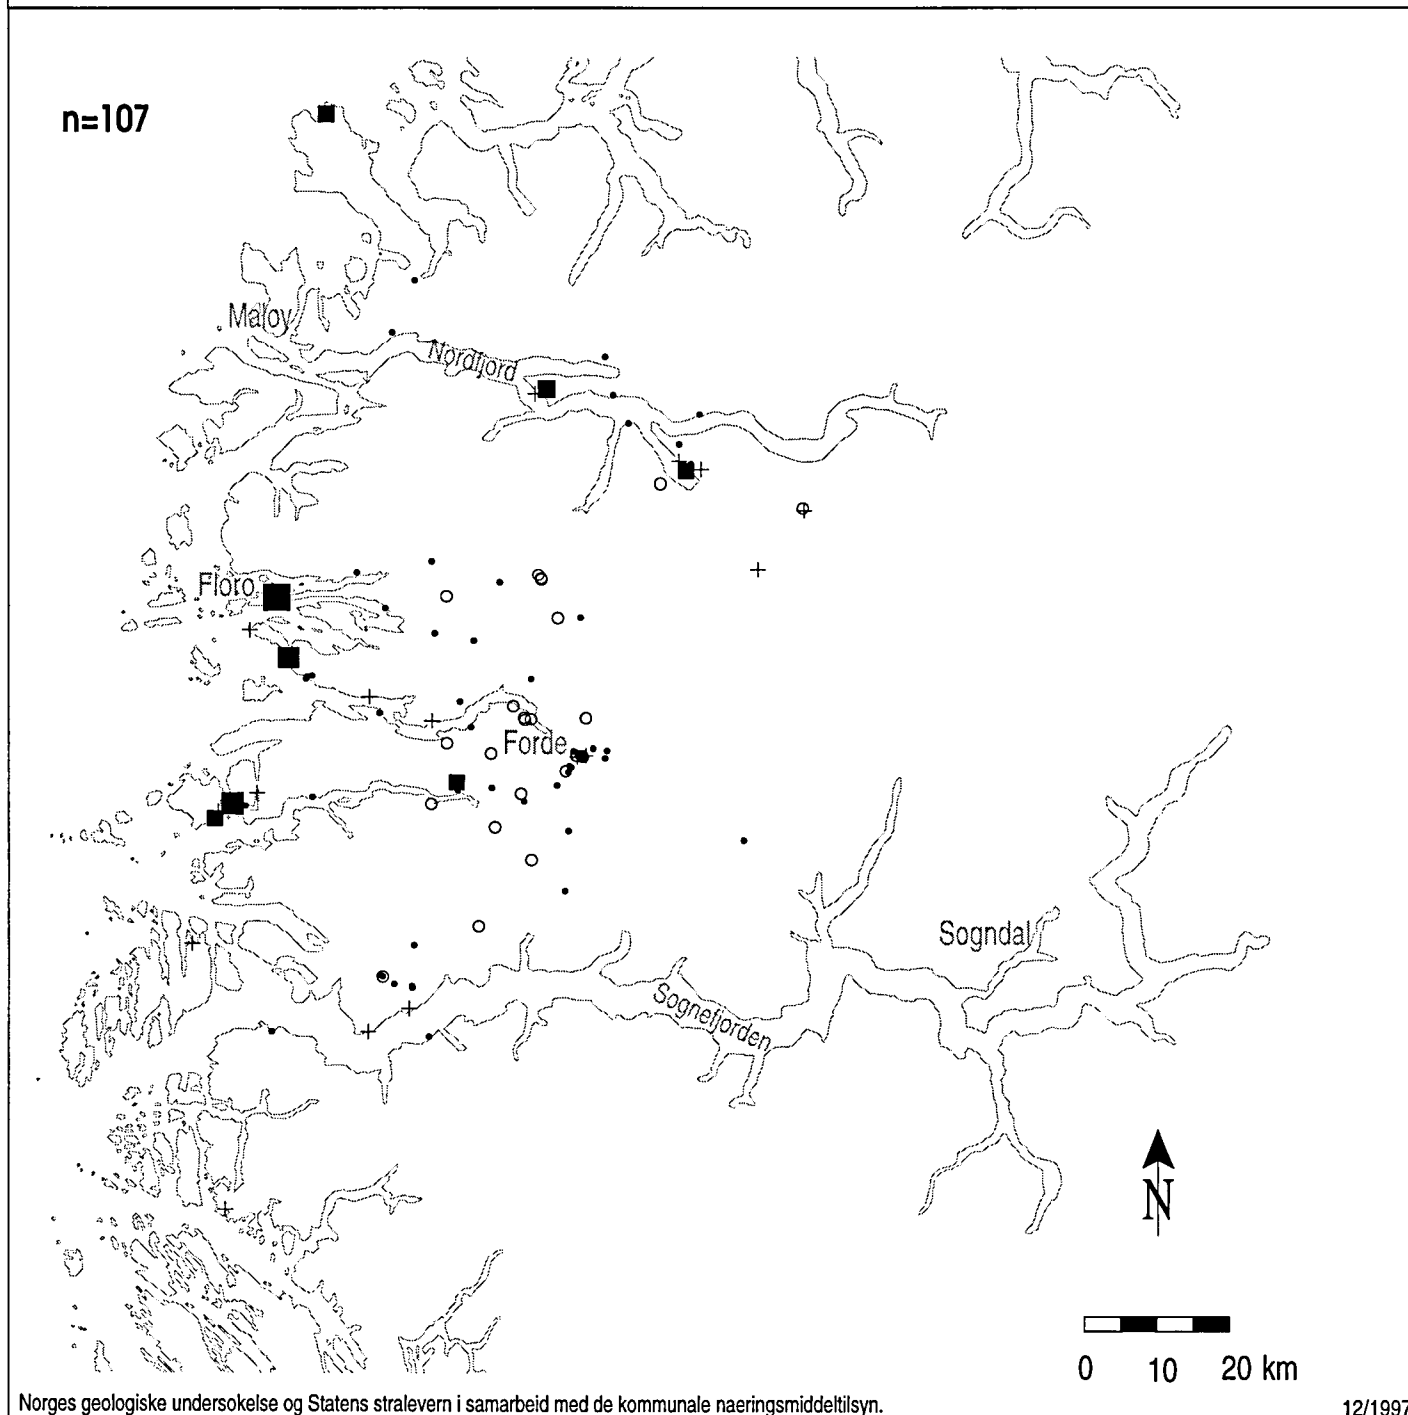 n=107
Maloy
Nordfjord
Floro
Forde
Sogndal
Sognefjorden
N
0 10 20 km
Norges geologiske undersokelse og Statens stralevern i samarbeid med de kommunale naeringsmiddeltilsyn.
12/1997